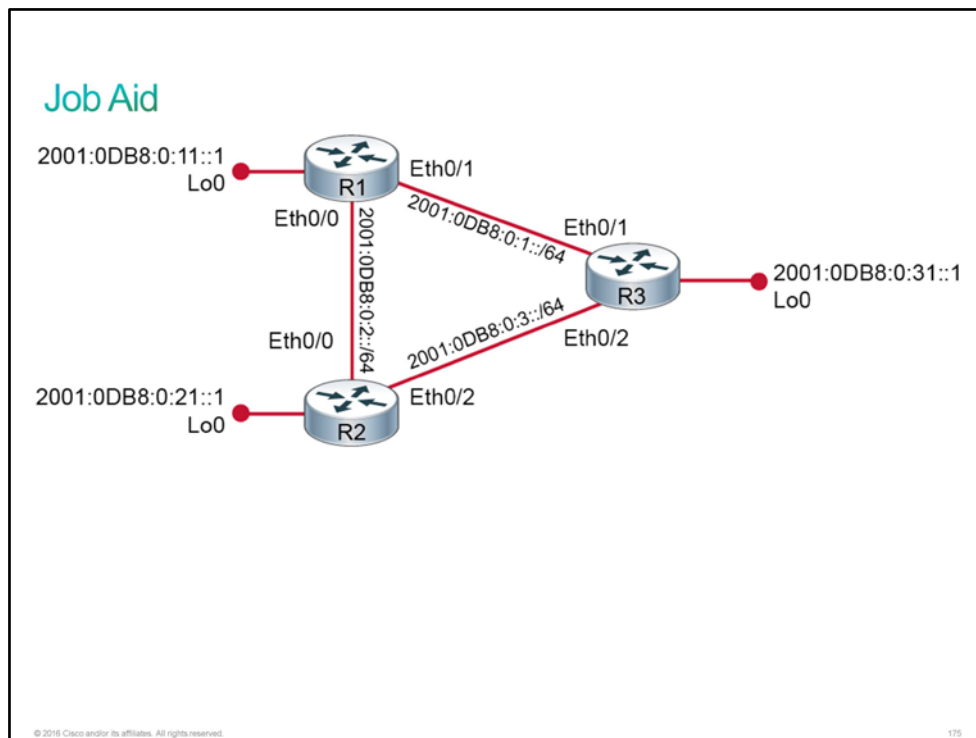 Job Aid
2001:0DB8:0:11::1
Lo0
R1
Eth0/1
Eth0/0
2001:0DB8:0:1::/64
2001:0DB8:0:2::/64
Eth0/1
R3
2001:0DB8:0:31::1
Lo0
2001:0DB8:0:3::/64
Eth0/2
Eth0/0
2001:0DB8:0:21::1
Lo0
R2
Eth0/2
© 2016 Cisco and/or its affiliates. All rights reserved.
175